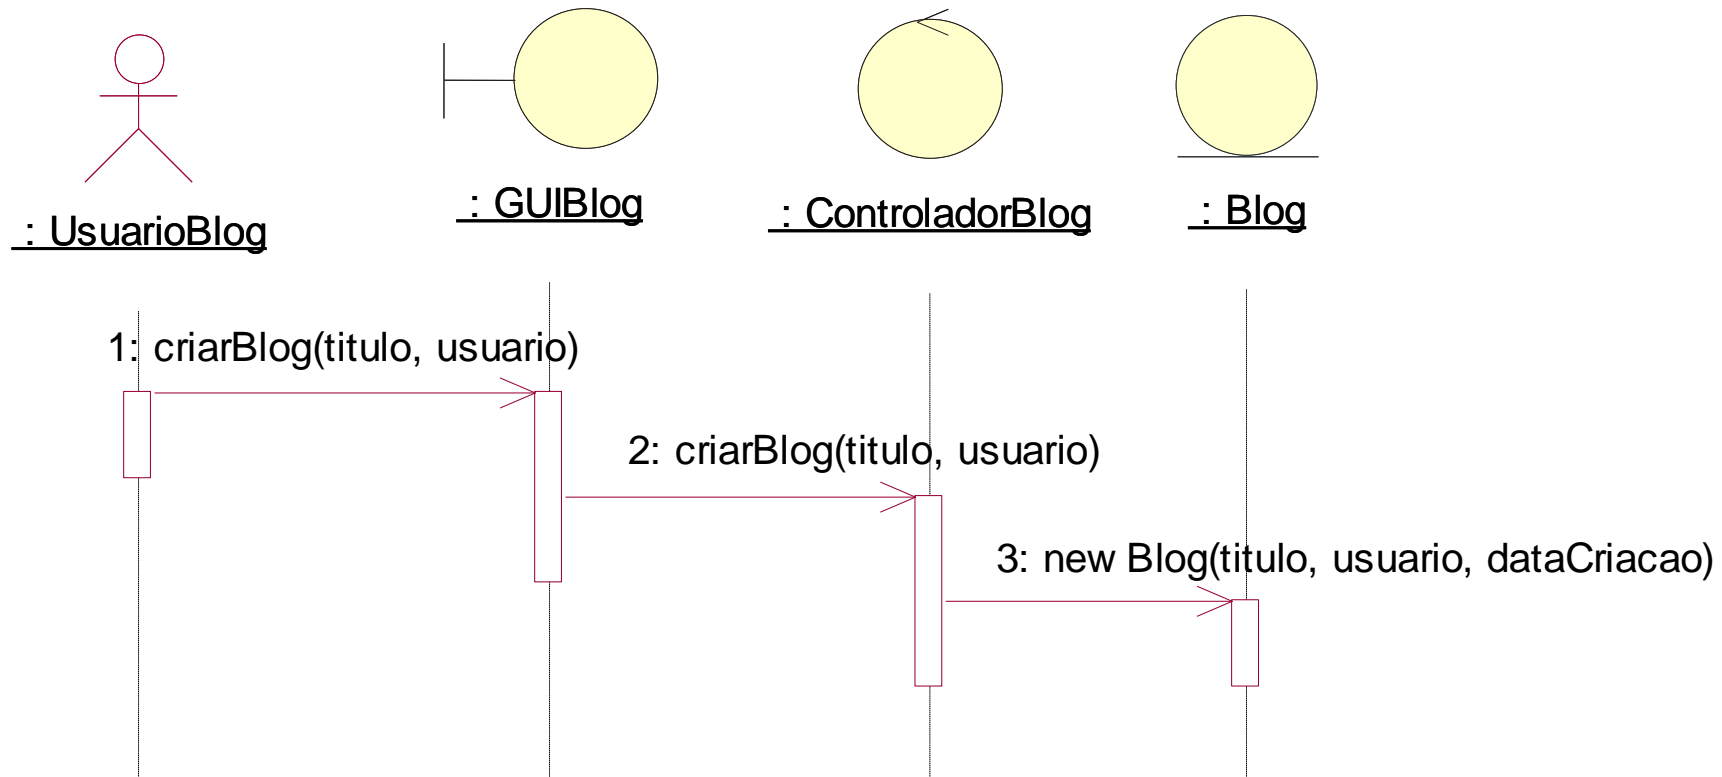 : UsuarioBlog
: GUIBlog
: ControladorBlog
: Blog
1: criarBlog(titulo, usuario)
2: criarBlog(titulo, usuario)
3: new Blog(titulo, usuario, dataCriacao)